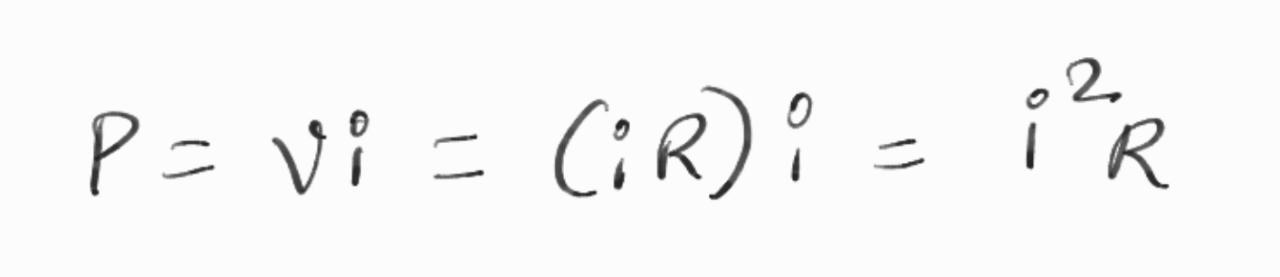 P = vi = (iR)i = i²R